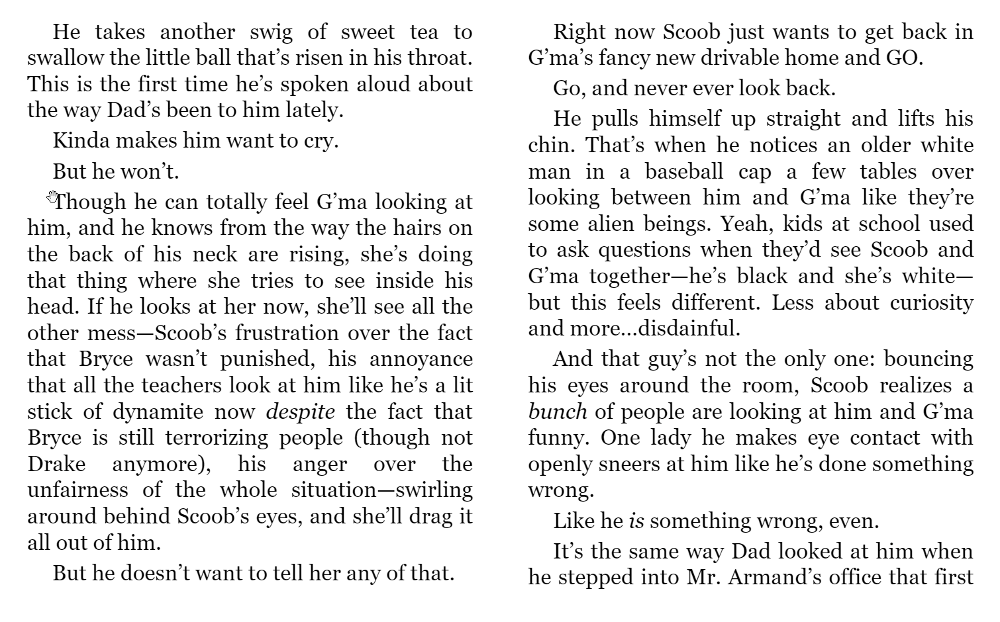 He takes another swig of sweet tea to
swallow the little ball that’s risen in his throat.
This is the first time he’s spoken aloud about
the way Dad’s been to him lately.
Kinda makes him want to cry.
But he won’t.
Though he can totally feel G’ma looking at
him, and he knows from the way the hairs on
the back of his neck are rising, she’s doing
that thing where she tries to see inside his
head. If he looks at her now, she’ll see all the
other mess—Scoob’s frustration over the fact
that Bryce wasn’t punished, his annoyance
that all the teachers look at him like he’s a lit
stick of dynamite now despite the fact that
Bryce is still terrorizing people (though not
Drake anymore), his anger over the
unfairness of the whole situation—swirling
around behind Scoob’s eyes, and she’ll drag it
all out of him.
But he doesn’t want to tell her any of that.
Right now Scoob just wants to get back in
G’ma’s fancy new drivable home and GO.
Go, and never ever look back.
He pulls himself up straight and lifts his
chin. That’s when he notices an older white
man in a baseball cap a few tables over
looking between him and G’ma like they’re
some alien beings. Yeah, kids at school used
to ask questions when they’d see Scoob and
G’ma together—he’s black and she’s white—
but this feels different. Less about curiosity
and more…disdainful.
And that guy’s not the only one: bouncing
his eyes around the room, Scoob realizes a
bunch of people are looking at him and G’ma
funny. One lady he makes eye contact with
openly sneers at him like he’s done something
wrong.
Like he is something wrong, even.
It’s the same way Dad looked at him when
he stepped into Mr. Armand’s office that first